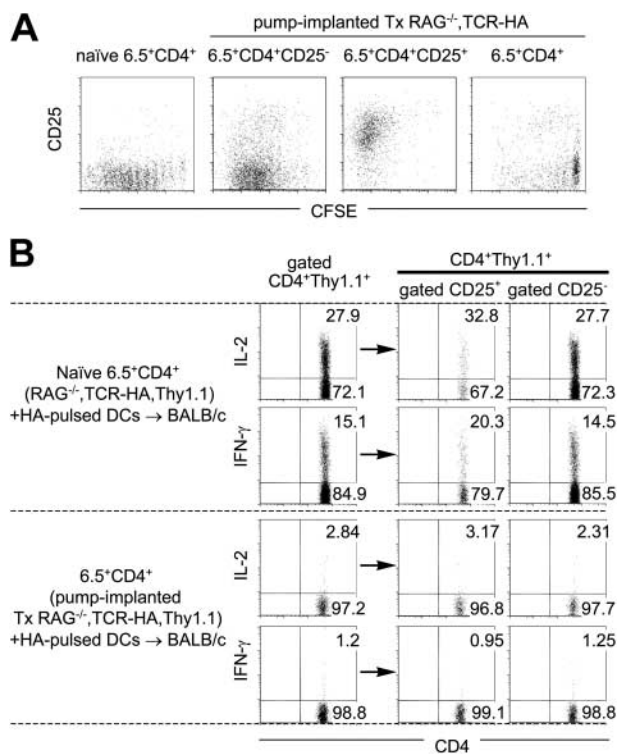 A
pump-implanted Tx RAG-/-,TCR-HA
naïve 6.5+CD4+ 6.5+CD4+CD25- 6.5+CD4+CD25+ 6.5+CD4+
CD25
CFSE
B
gated
CD4+Thy1.1+
CD4+Thy1.1+
gated CD25+ gated CD25-
Naïve 6.5+CD4+
(RAG-/-,TCR-HA,Thy1.1)
+HA-pulsed DCs → BALB/c
IL-2
27.9 32.8 27.7
72.1 67.2 72.3
IFN-γ
15.1 20.3 14.5
84.9 79.7 85.5
6.5+CD4+
(pump-implanted
Tx RAG-/-,TCR-HA,Thy1.1)
+HA-pulsed DCs → BALB/c
IL-2
2.84 3.17 2.31
97.2 96.8 97.7
IFN-γ
1.2 0.95 1.25
98.8 99.1 98.8
CD4